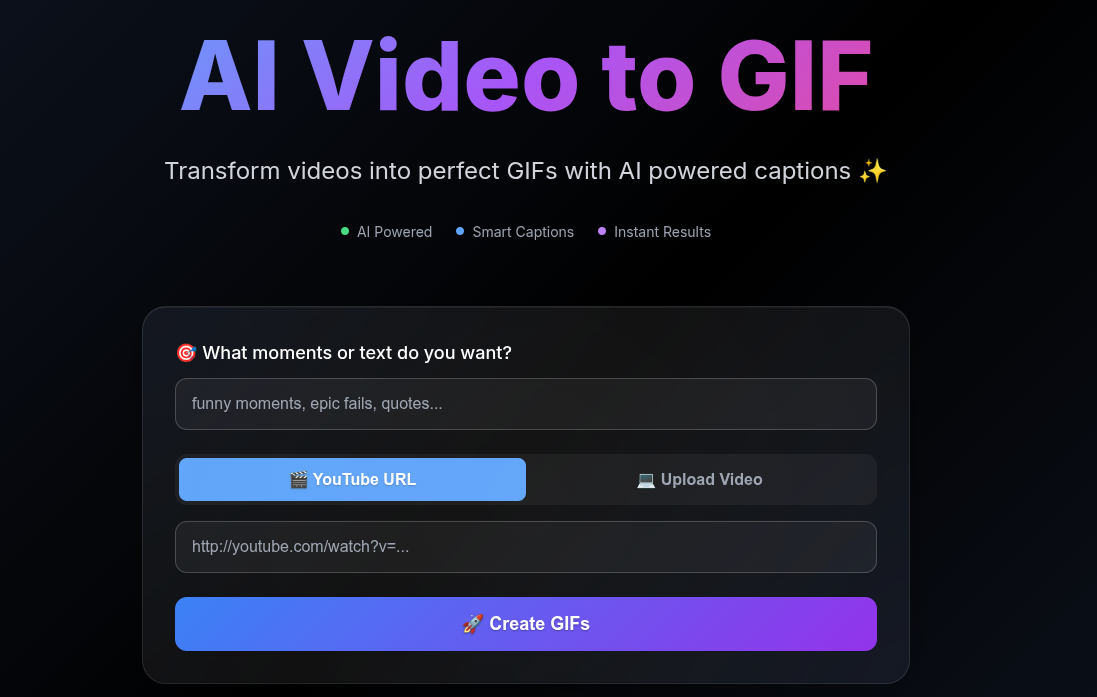 AI Video to GIF
Transform videos into perfect GIFs with AI powered captions ✨
AI Powered Smart Captions Instant Results
🎯 What moments or text do you want?
funny moments, epic fails, quotes...
🎬 YouTube URL 💻 Upload Video
http://youtube.com/watch?v=...
🚀 Create GIFs